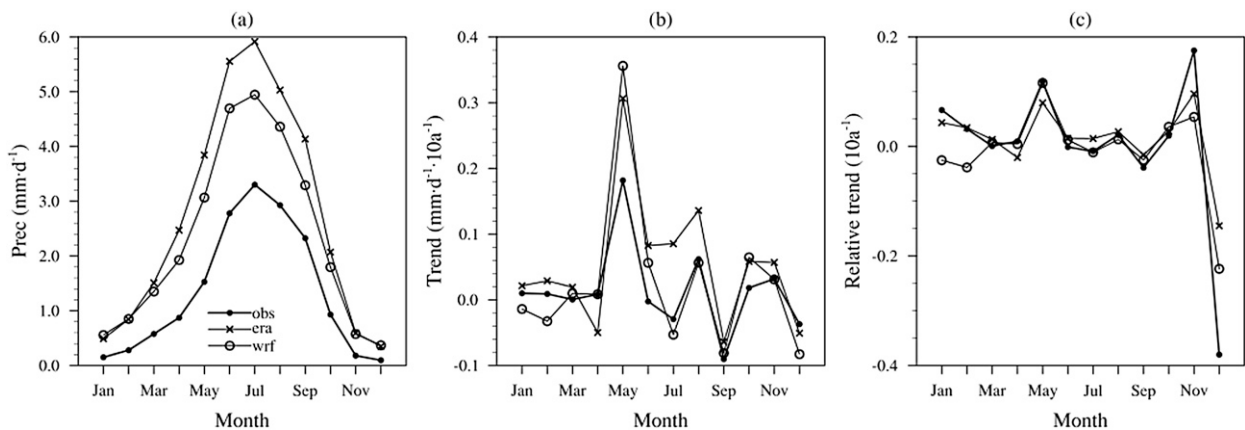 (a)
Prec (mm·d⁻¹)
6.0
5.0
4.0
3.0
2.0
1.0
0.0
obs
era
wrf
Jan Mar May Jul Sep Nov
Month
(b)
Trend (mm·d⁻¹·10a⁻¹)
0.4
0.3
0.2
0.1
0.0
-0.1
Jan Mar May Jul Sep Nov
Month
(c)
Relative trend (10a⁻¹)
0.2
0.0
-0.2
-0.4
Jan Mar May Jul Sep Nov
Month